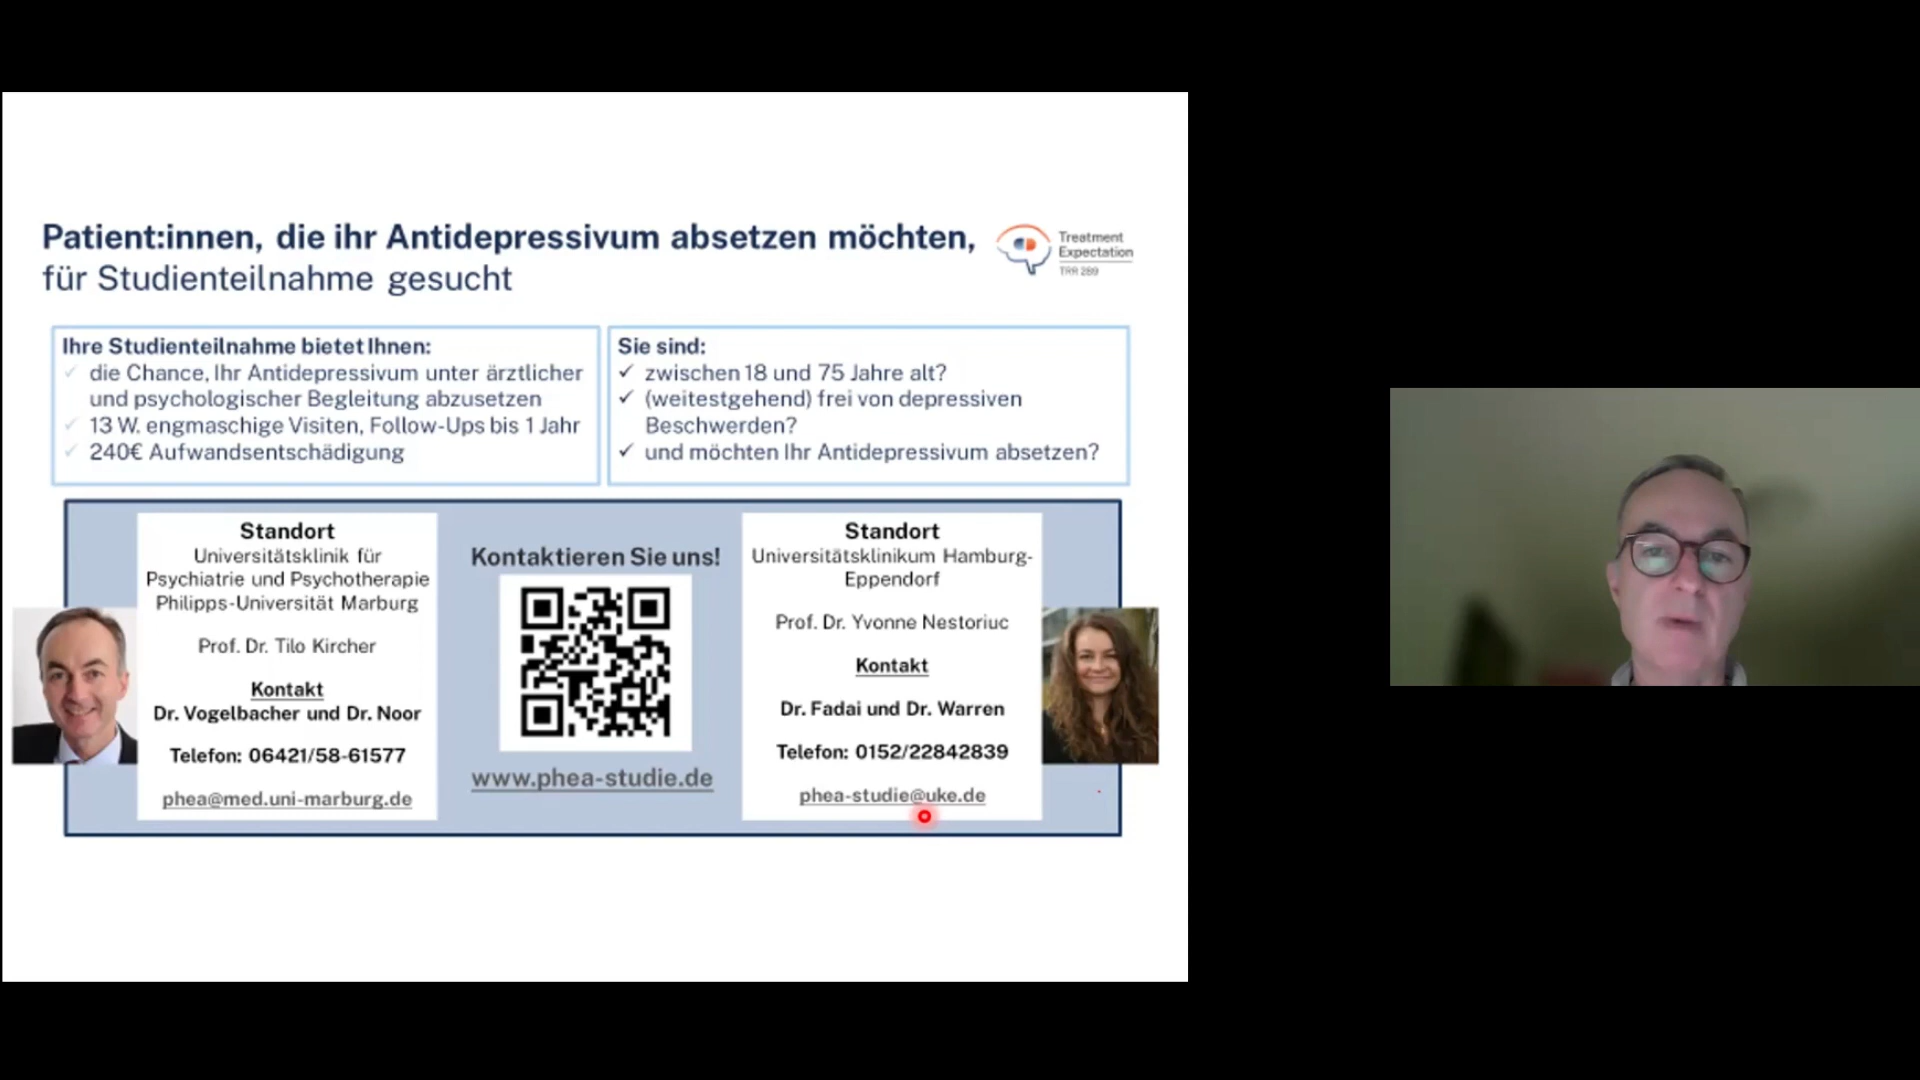 Patient:innen, die ihr Antidepressivum absetzen möchten,
für Studienteilnahme gesucht
Treatment
Expectation
TRR 289
Ihre Studienteilnahme bietet Ihnen:
✓ die Chance, Ihr Antidepressivum unter ärztlicher
und psychologischer Begleitung abzusetzen
✓ 13 W. engmaschige Visiten, Follow-Ups bis 1 Jahr
✓ 240€ Aufwandsentschädigung
Sie sind:
✓ zwischen 18 und 75 Jahre alt?
✓ (weitestgehend) frei von depressiven
Beschwerden?
✓ und möchten Ihr Antidepressivum absetzen?
Standort
Universitätsklinik für
Psychiatrie und Psychotherapie
Philipps-Universität Marburg
Prof. Dr. Tilo Kircher
Kontakt
Dr. Vogelbacher und Dr. Noor
Telefon: 06421/58-61577
phea@med.uni-marburg.de
Kontaktieren Sie uns!
www.phea-studie.de
Standort
Universitätsklinikum Hamburg-
Eppendorf
Prof. Dr. Yvonne Nestoriuc
Kontakt
Dr. Fadai und Dr. Warren
Telefon: 0152/22842839
phea-studie@uke.de